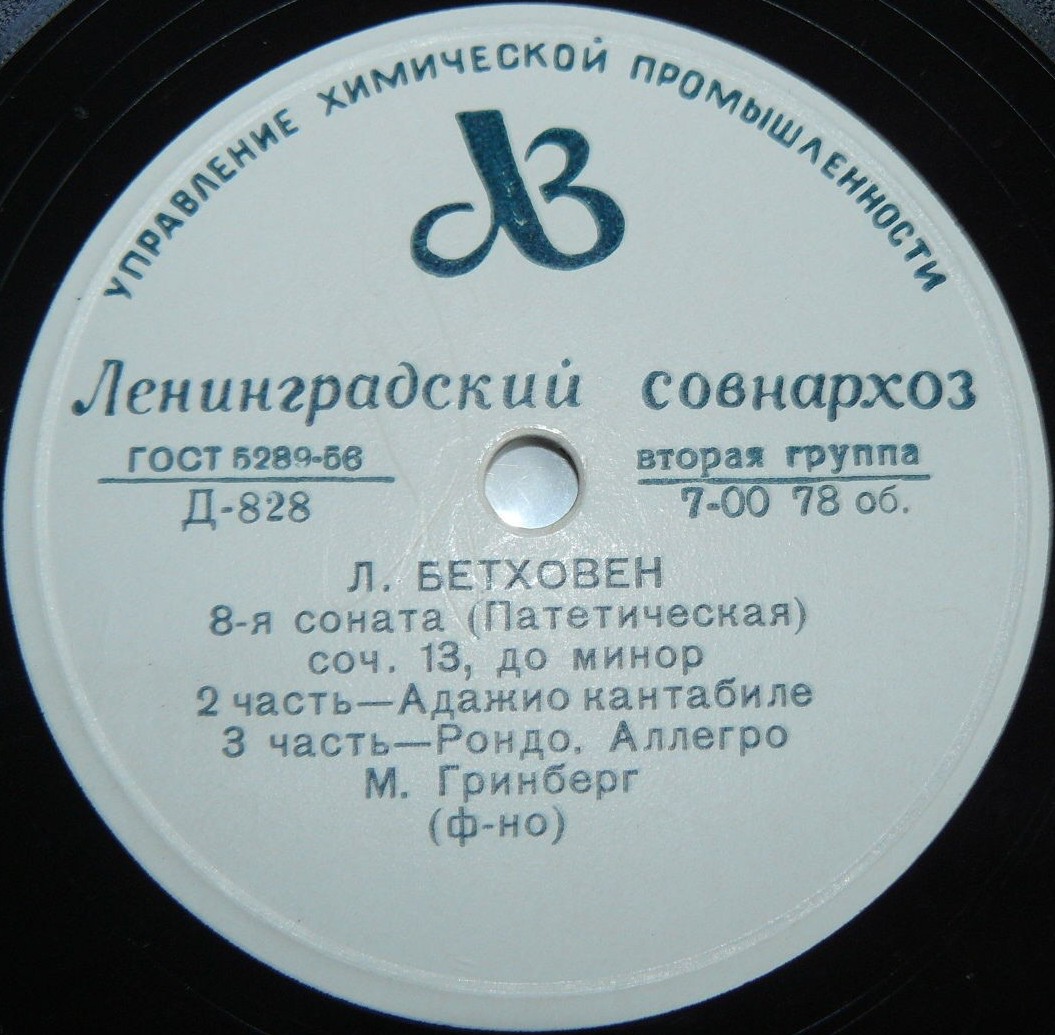 УПРАВЛЕНИЕ ХИМИЧЕСКОЙ ПРОМЫШЛЕННОСТИ
ЛЗ
Ленинградский совнархоз
ГОСТ 5289-56 вторая группа
Д-828 7-00 78 об.
Л. БЕТХОВЕН
8-я соната (Патетическая)
соч. 13, до минор
2 часть—Адажио кантабиле
3 часть—Рондо. Аллегро
М. Гринберг
(ф-но)